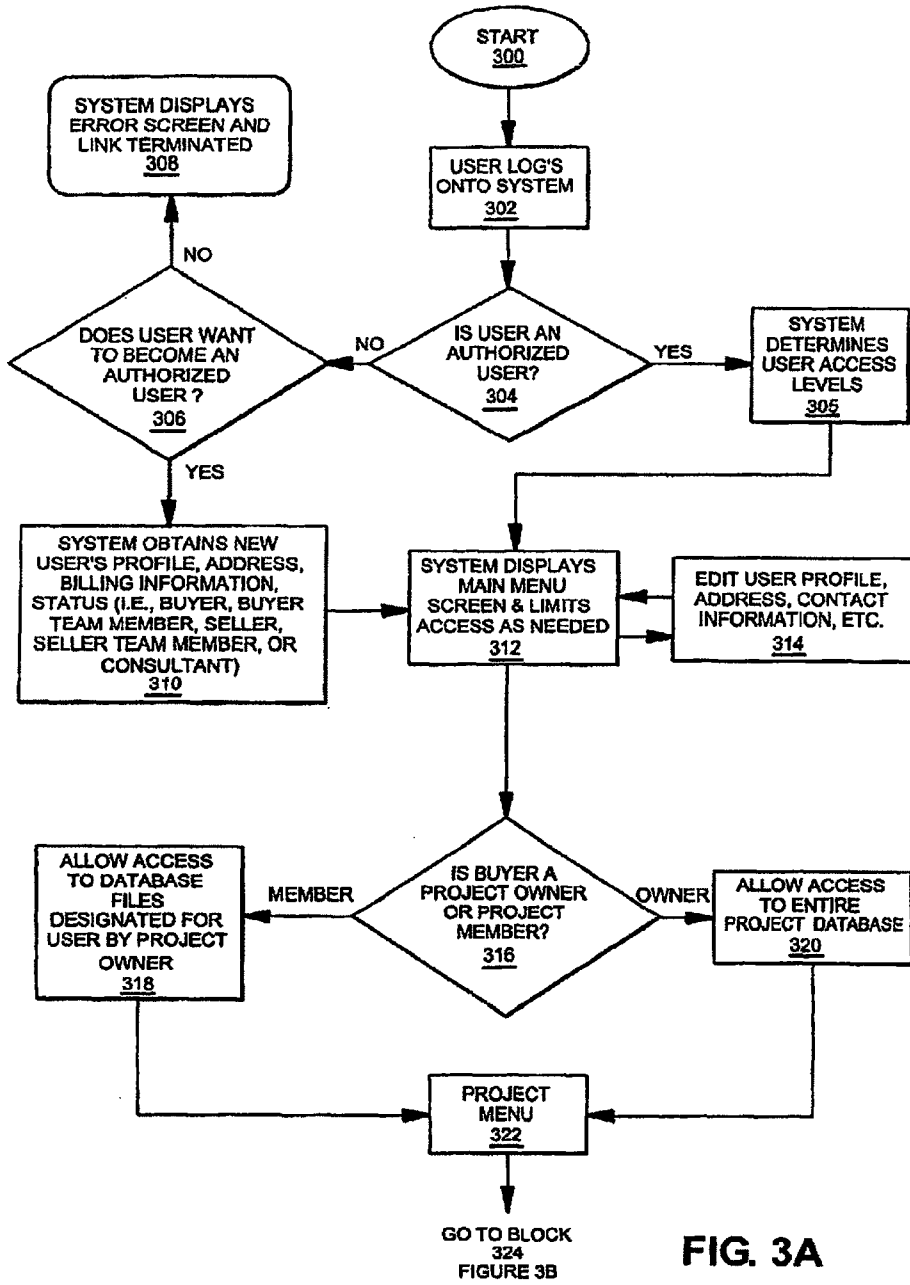 START
300
SYSTEM DISPLAYS
ERROR SCREEN AND
LINK TERMINATED
308
USER LOG'S
ONTO SYSTEM
302
NO
DOES USER WANT
TO BECOME AN
AUTHORIZED
USER ?
306
NO
IS USER AN
AUTHORIZED
USER?
304
YES
SYSTEM
DETERMINES
USER ACCESS
LEVELS
305
YES
SYSTEM OBTAINS NEW
USER'S PROFILE, ADDRESS,
BILLING INFORMATION,
STATUS (I.E., BUYER, BUYER
TEAM MEMBER, SELLER,
SELLER TEAM MEMBER, OR
CONSULTANT)
310
SYSTEM DISPLAYS
MAIN MENU
SCREEN & LIMITS
ACCESS AS NEEDED
312
EDIT USER PROFILE,
ADDRESS, CONTACT
INFORMATION, ETC.
314
ALLOW ACCESS
TO DATABASE
FILES
DESIGNATED FOR
USER BY PROJECT
OWNER
318
MEMBER
IS BUYER A
PROJECT OWNER
OR PROJECT
MEMBER?
316
OWNER
ALLOW ACCESS
TO ENTIRE
PROJECT DATABASE
320
PROJECT
MENU
322
GO TO BLOCK
324
FIGURE 3B
FIG. 3A